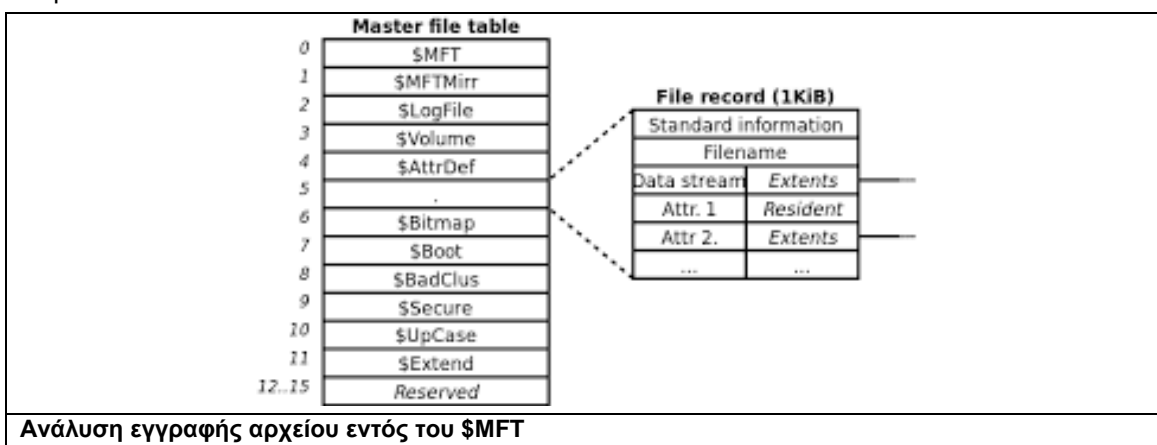 Master file table
0 $MFT
1 $MFTMirr
2 $LogFile
3 $Volume
4 $AttrDef
5 .
6 $Bitmap
7 $Boot
8 $BadClus
9 $Secure
10 $UpCase
11 $Extend
12..15 Reserved
File record (1KiB)
Standard information
Filename
Data stream Extents
Attr. 1 Resident
Attr 2. Extents
... ...
Ανάλυση εγγραφής αρχείου εντός του $MFT